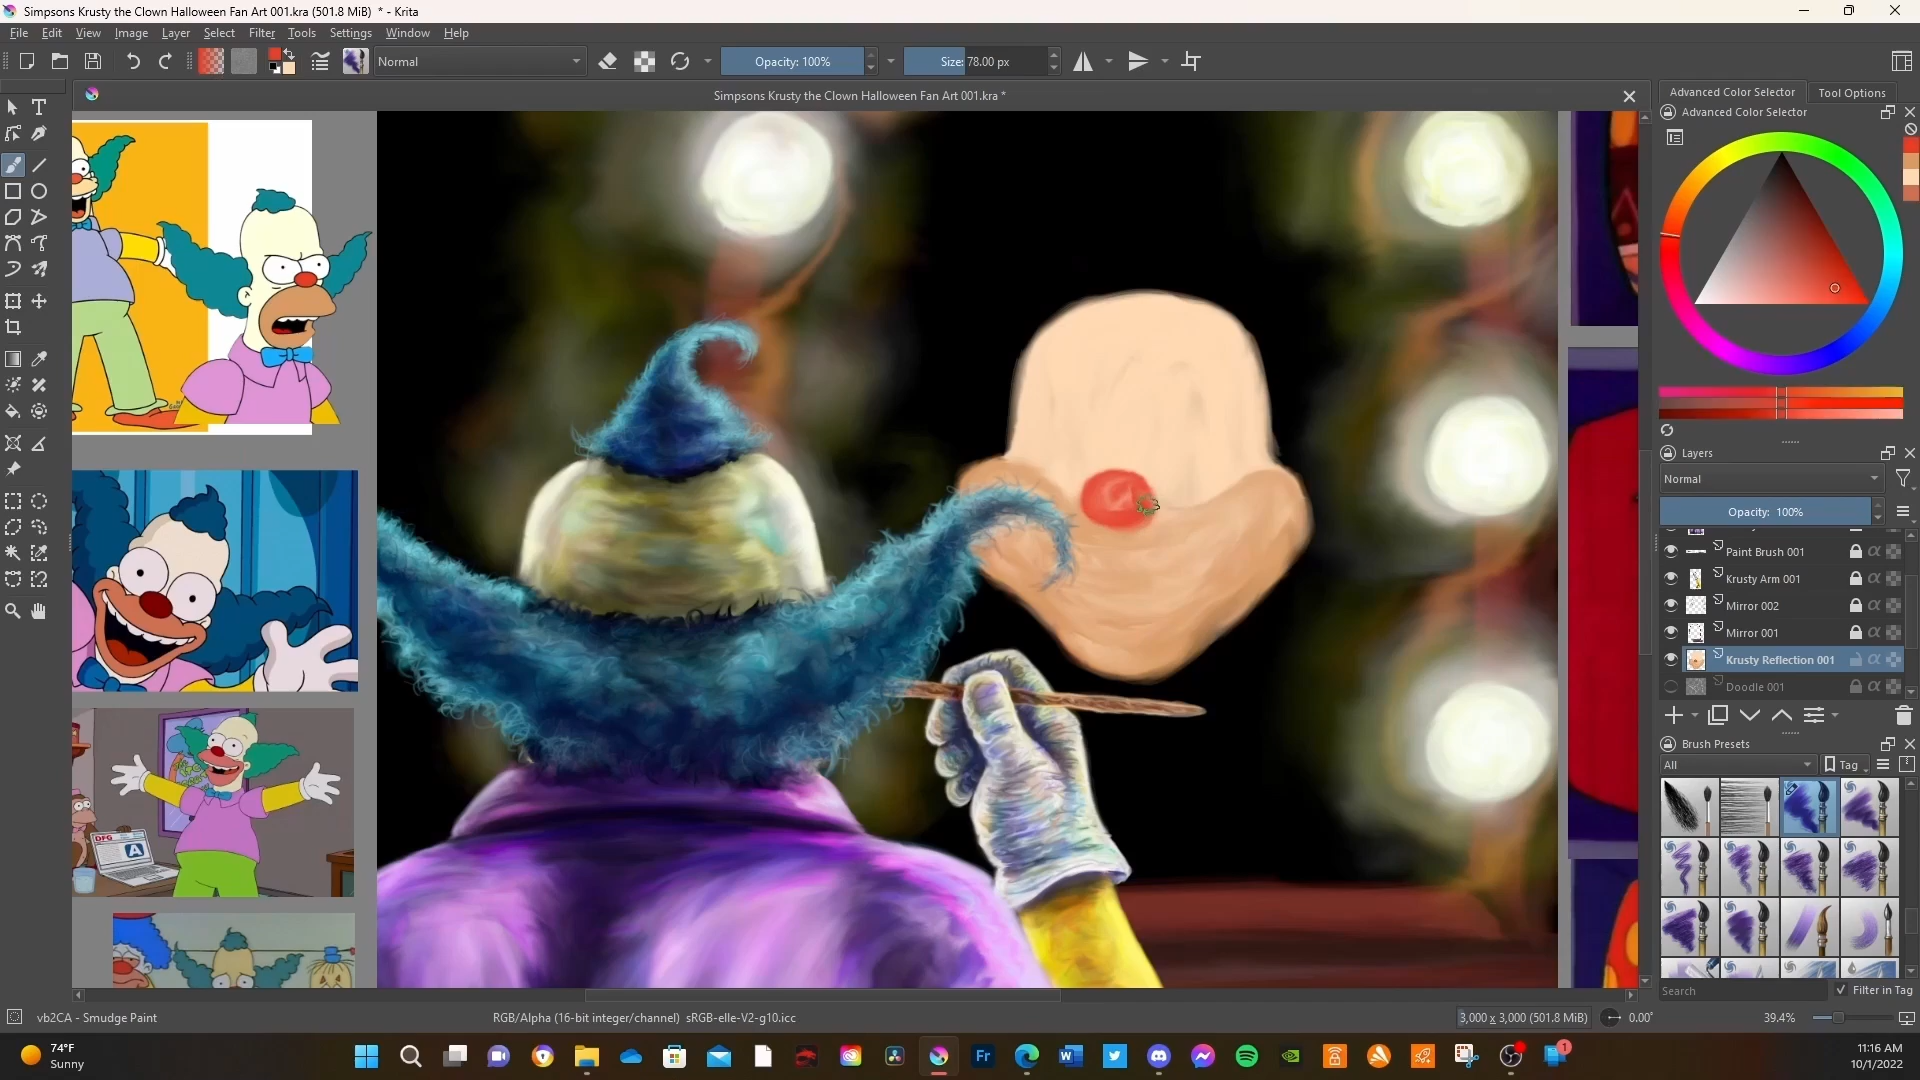 Simpsons Krusty the Clown Halloween Fan Art 001.kra (501.8 MiB)  * - Krita
File Edit View Image Layer Select Filter Tools Settings Window Help
Normal
Opacity: 100%
Size: 78.00 px
Simpsons Krusty the Clown Halloween Fan Art 001.kra *
Advanced Color Selector
Tool Options
Advanced Color Selector
Layers
Normal
Opacity:  100%
Paint Brush 001
Krusty Arm 001
Mirror 002
Mirror 001
Krusty Reflection 001
Doodle 001
Brush Presets
All
Tag
Search
Filter in Tag
DFG
A
vb2CA - Smudge Paint
RGB/Alpha (16-bit integer/channel)  sRGB-elle-V2-g10.icc
3,000 x 3,000 (501.8 MiB)
0.00°
39.4%
74°F
Sunny
Fr
W
1
11:16 AM
10/1/2022